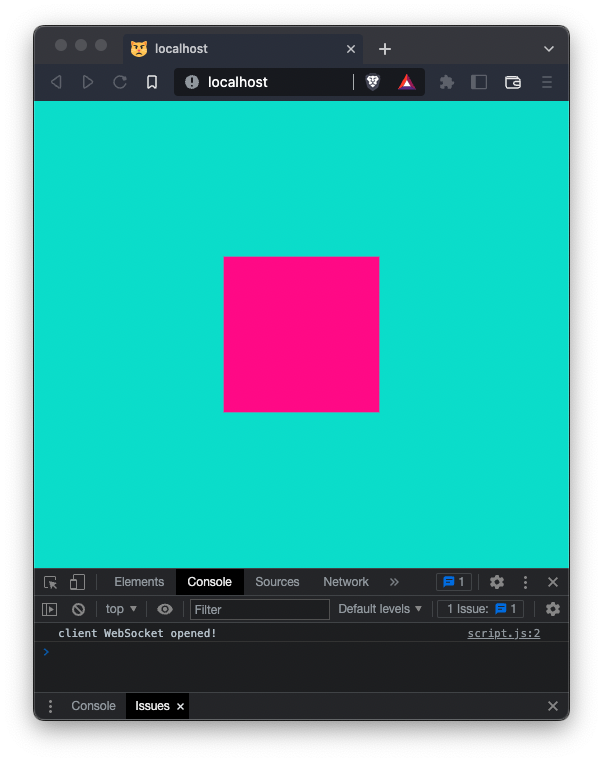 localhost
localhost
Elements Console Sources Network 1
top Filter Default levels 1 Issue: 1
client WebSocket opened! script.js:2
Console Issues